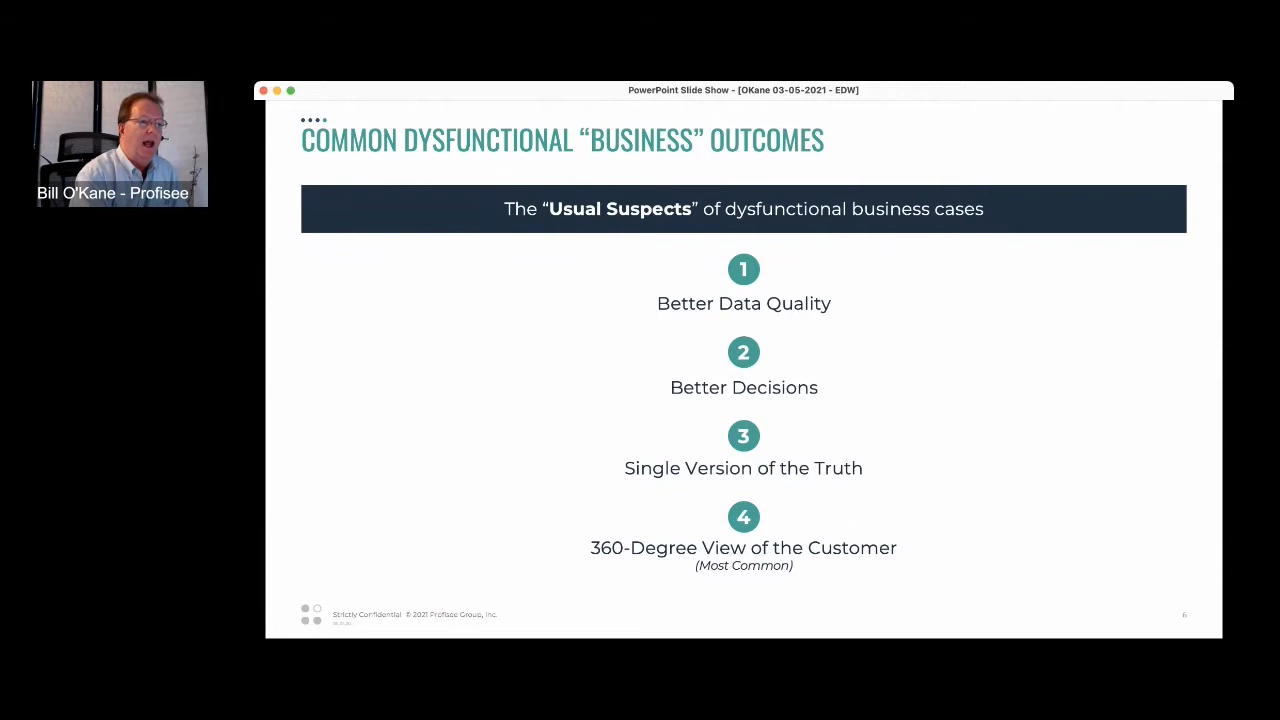 PowerPoint Slide Show - [OKane 03-05-2021 - EDW]
Bill O'Kane - Profisee
COMMON DYSFUNCTIONAL “BUSINESS” OUTCOMES
The “Usual Suspects” of dysfunctional business cases
1
Better Data Quality
2
Better Decisions
3
Single Version of the Truth
4
360-Degree View of the Customer
(Most Common)
Strictly Confidential © 2021 Profisee Group, Inc.
6